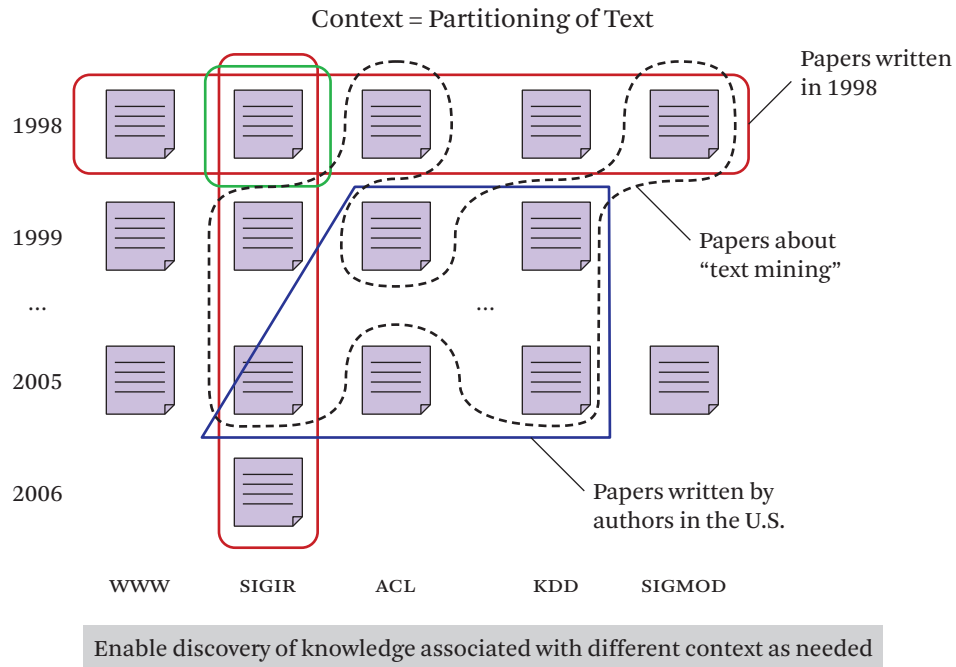 Context = Partitioning of Text
Papers written
in 1998
1998
1999
Papers about
“text mining”
...
...
2005
2006
Papers written by
authors in the U.S.
WWW SIGIR ACL KDD SIGMOD
Enable discovery of knowledge associated with different context as needed